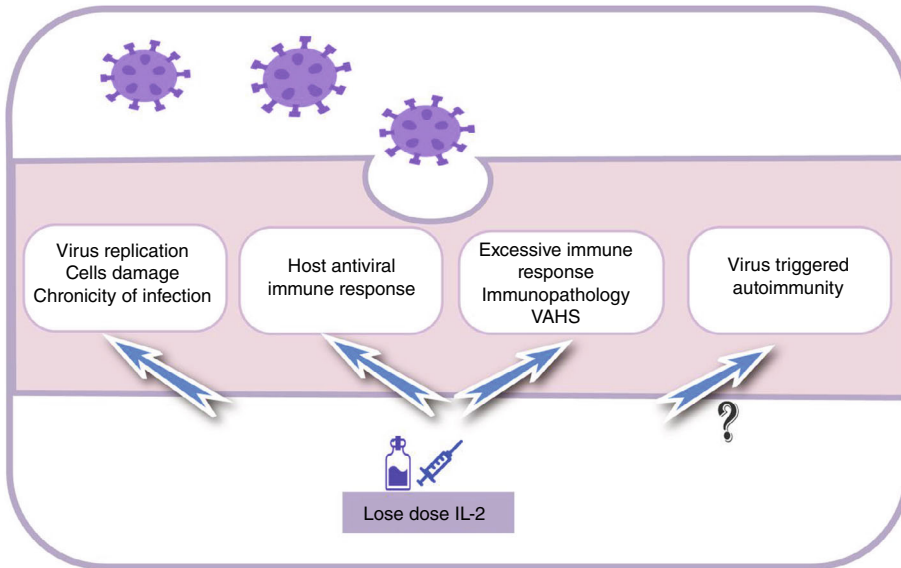 Virus replication
Cells damage
Chronicity of infection
Host antiviral
immune response
Excessive immune
response
Immunopathology
VAHS
Virus triggered
autoimmunity
?
Lose dose IL-2